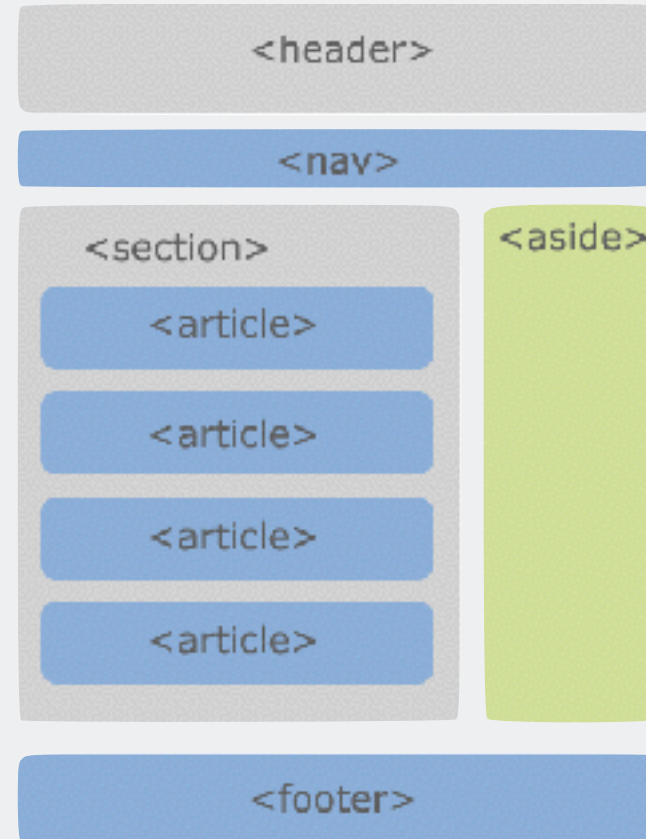 <header>
<nav>
<section>
<article>
<article>
<article>
<article>
<aside>
<footer>